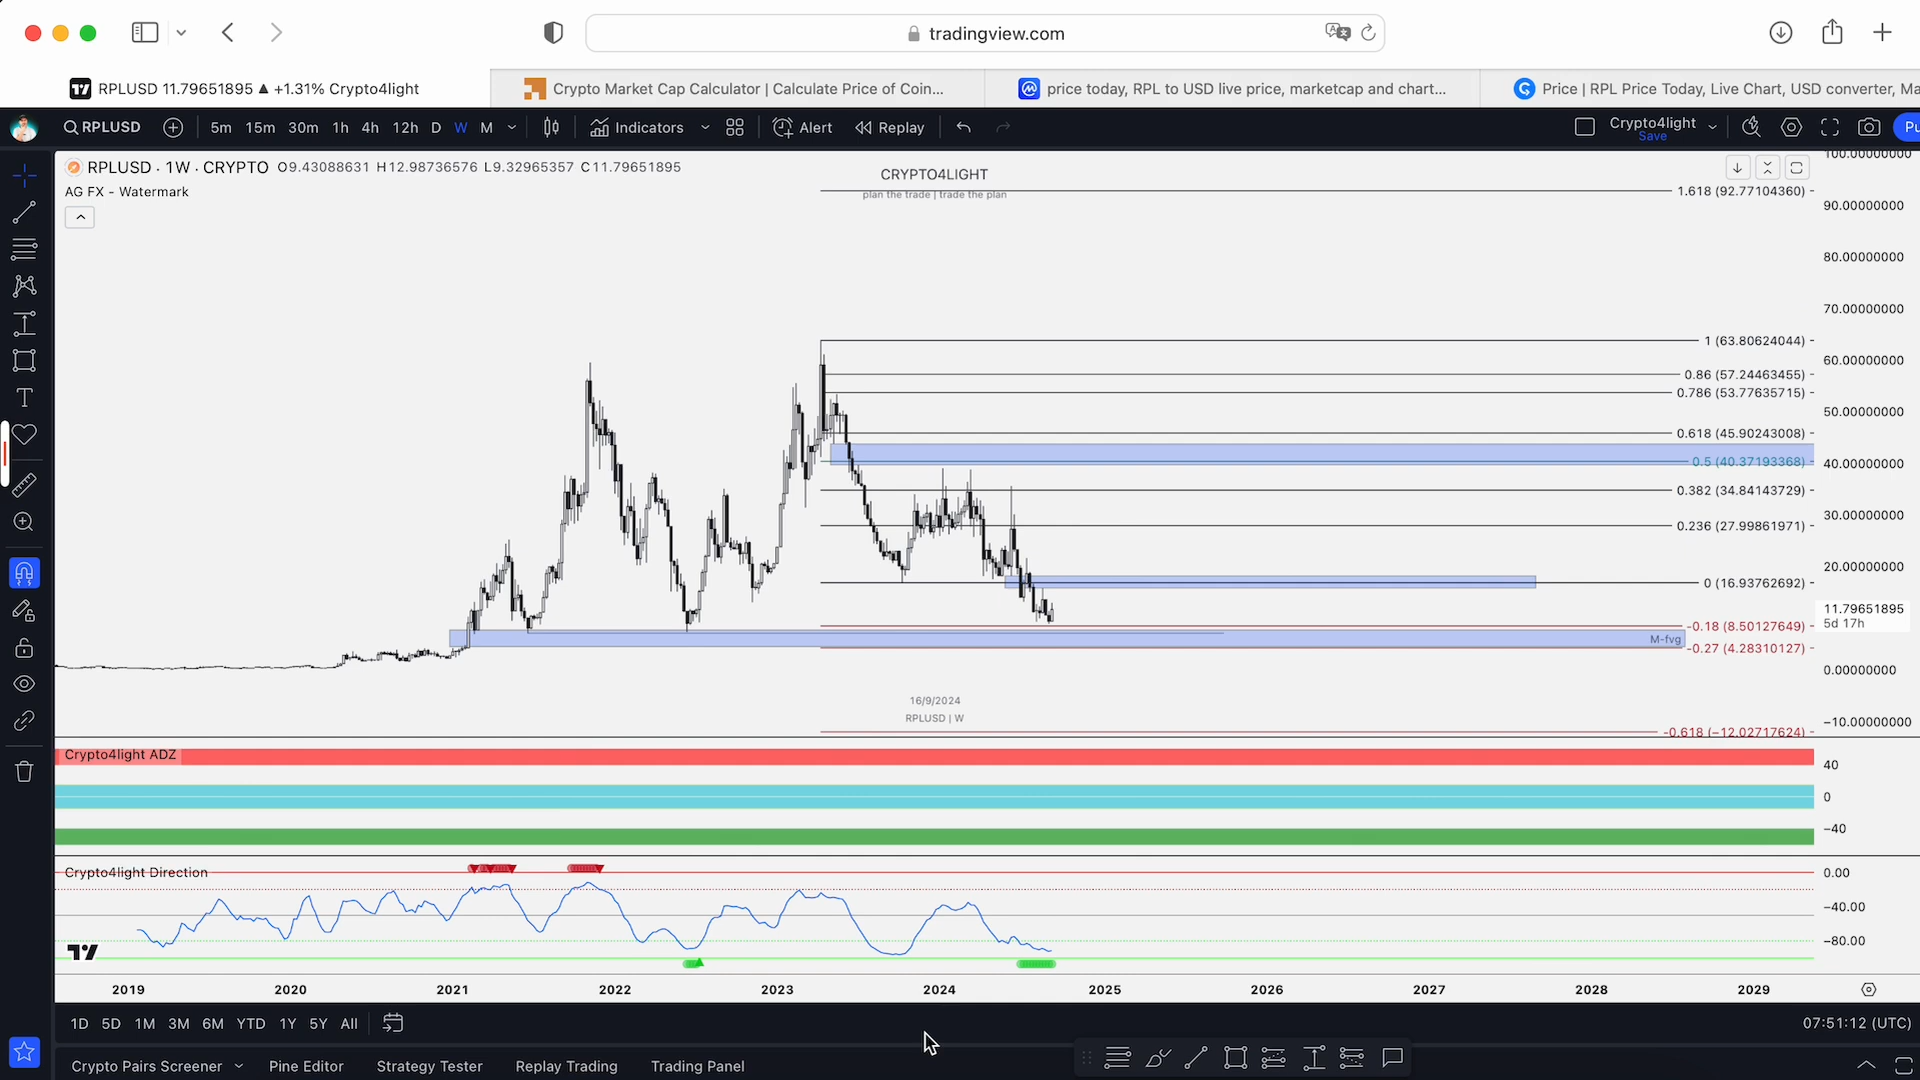 tradingview.com
RPLUSD 11.79651895 ▲ +1.31% Crypto4light
Crypto Market Cap Calculator | Calculate Price of Coin...
price today, RPL to USD live price, marketcap and chart...
Price | RPL Price Today, Live Chart, USD converter, Ma
RPLUSD 5m 15m 30m 1h 4h 12h D W M Indicators Alert Replay Crypto4light Pu
Save
RPLUSD · 1W · CRYPTO O9.43088631 H12.98736576 L9.32965357 C11.79651895
AG FX - Watermark
CRYPTO4LIGHT
plan the trade | trade the plan
1.618 (92.77104360)
1 (63.80624044)
0.86 (57.24463455)
0.786 (53.77635715)
0.618 (45.90243008)
0.5 (40.37193368)
0.382 (34.84143729)
0.236 (27.99861971)
0 (16.93762692)
-0.18 (8.50127649)
M-fvg
-0.27 (4.28310127)
-0.618 (−12.02717624)
100.00000000
90.00000000
80.00000000
70.00000000
60.00000000
50.00000000
40.00000000
30.00000000
20.00000000
11.79651895
5d 17h
0.00000000
−10.00000000
16/9/2024
RPLUSD | W
Crypto4light ADZ
40
0
−40
Crypto4light Direction
0.00
−40.00
−80.00
2019 2020 2021 2022 2023 2024 2025 2026 2027 2028 2029
1D 5D 1M 3M 6M YTD 1Y 5Y All 07:51:12 (UTC)
Crypto Pairs Screener Pine Editor Strategy Tester Replay Trading Trading Panel